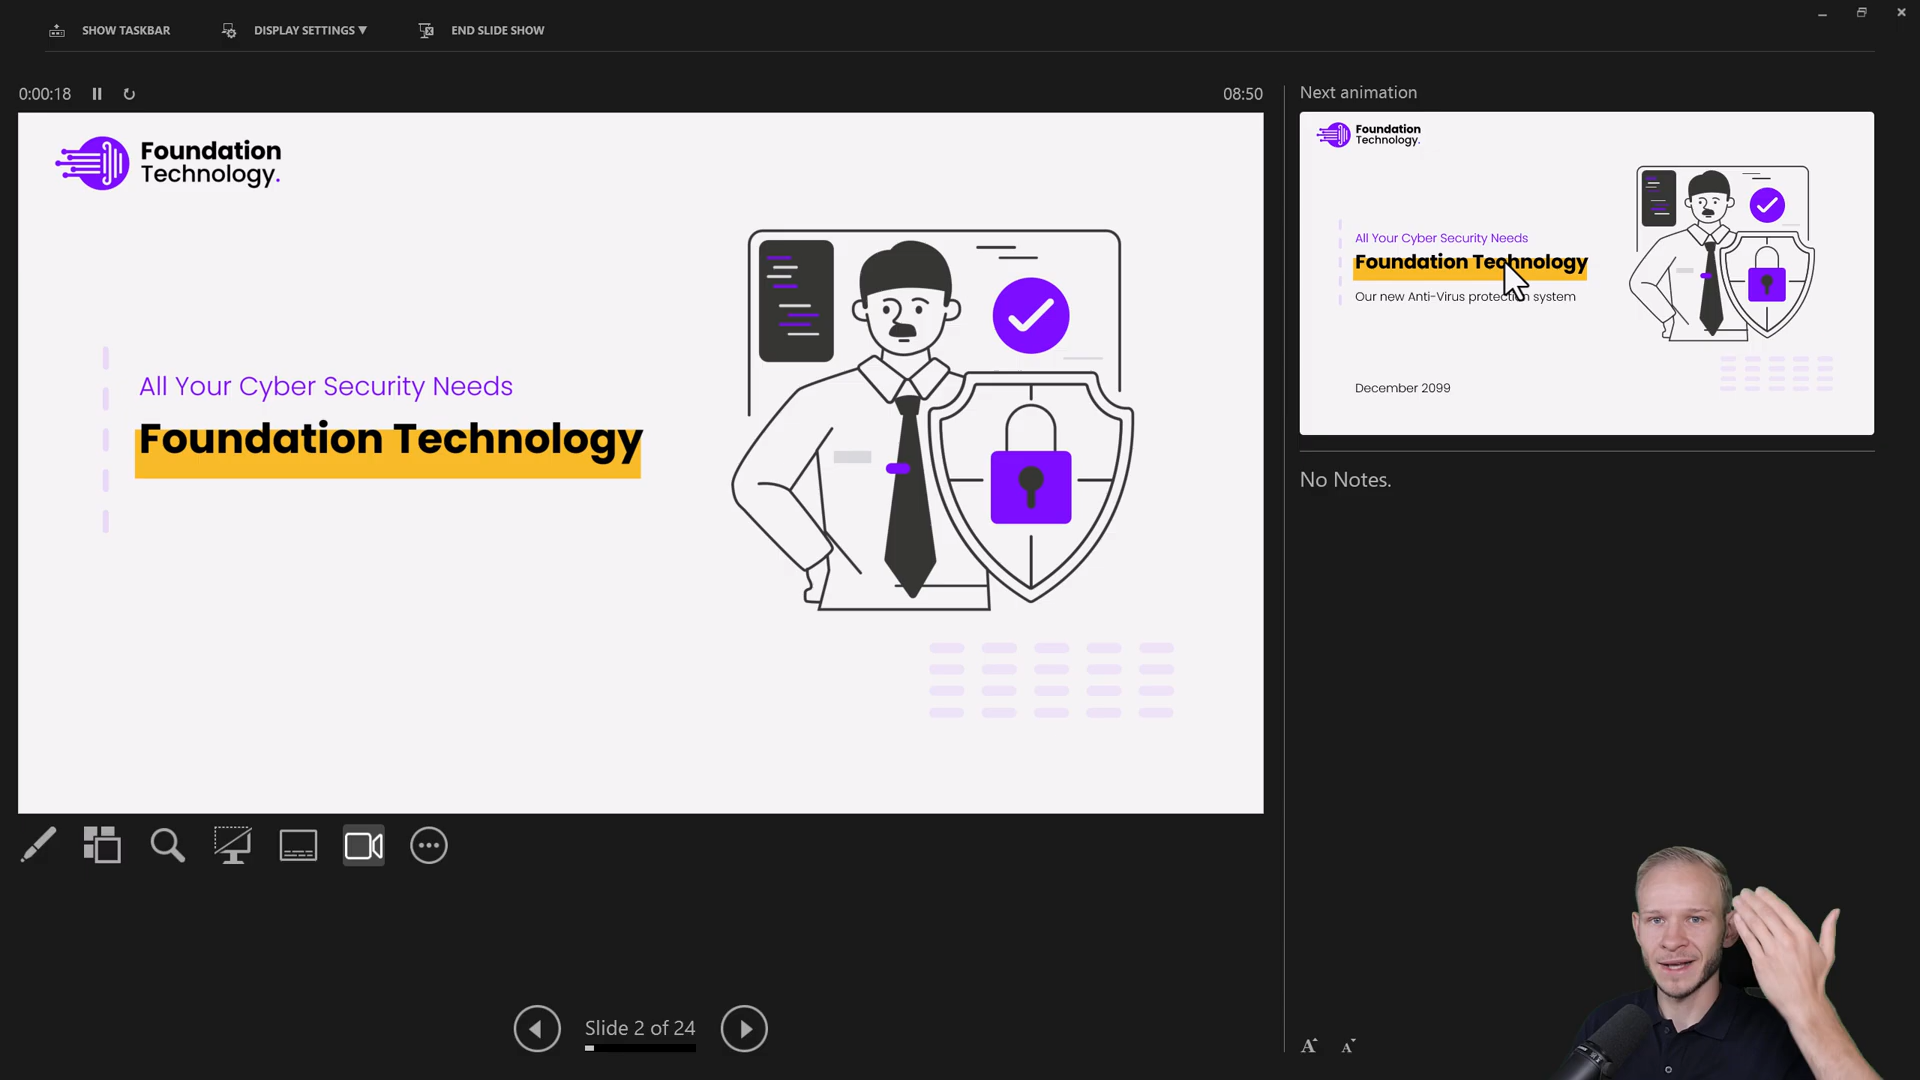 SHOW TASKBAR
DISPLAY SETTINGS ▼
END SLIDE SHOW
0:00:18
08:50
Foundation
Technology.
All Your Cyber Security Needs
Foundation Technology
Next animation
Foundation
Technology.
All Your Cyber Security Needs
Foundation Technology
Our new Anti-Virus protection system
December 2099
No Notes.
Slide 2 of 24
A A